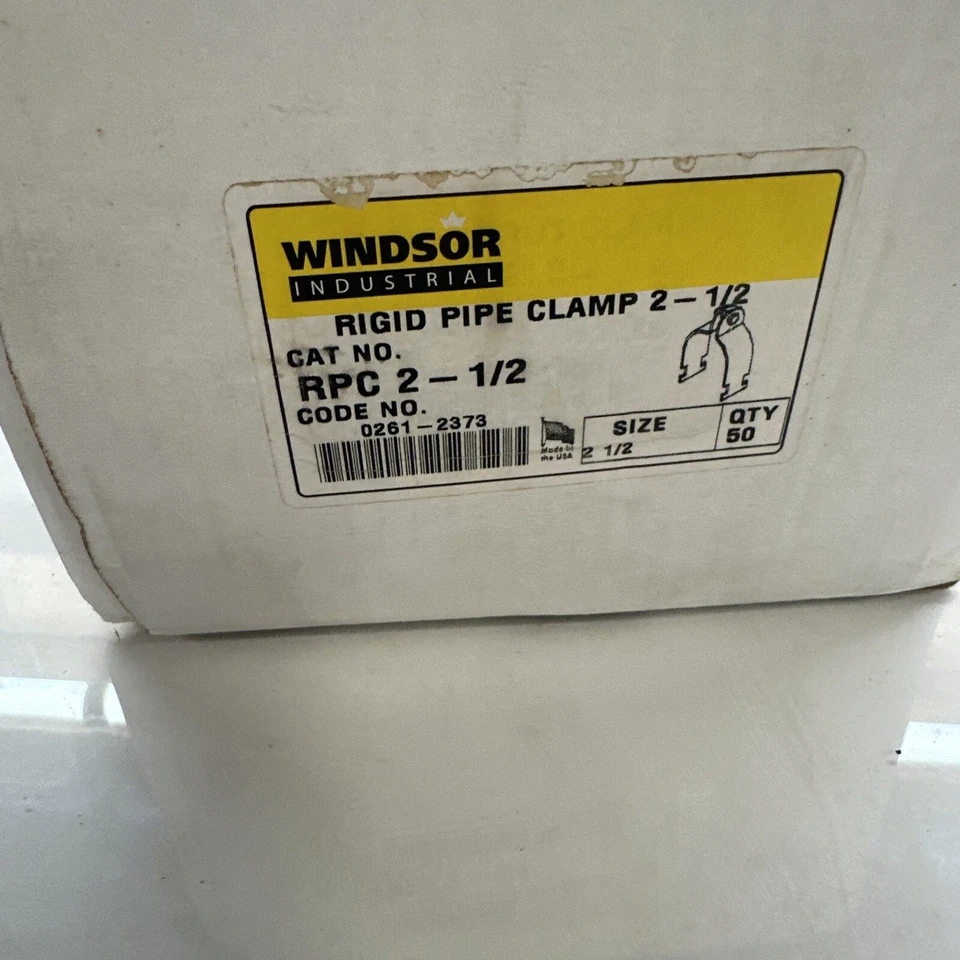 WINDSOR
INDUSTRIAL
RIGID PIPE CLAMP 2-1/2
CAT NO.
RPC 2-1/2
CODE NO.
0261-2373
Made in
the USA
SIZE
2 1/2
QTY
50